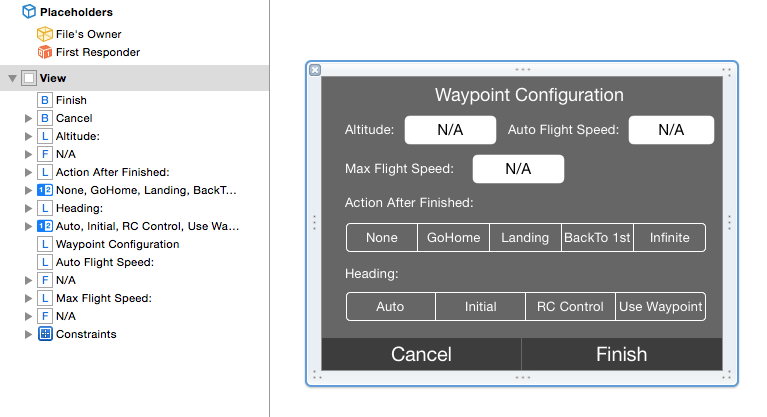 Placeholders
File's Owner
First Responder
View
B Finish
B Cancel
L Altitude:
F N/A
L Action After Finished:
1 2 None, GoHome, Landing, BackT...
L Heading:
1 2 Auto, Initial, RC Control, Use Wa...
L Waypoint Configuration
L Auto Flight Speed:
F N/A
L Max Flight Speed:
F N/A
Constraints
Waypoint Configuration
Altitude: N/A Auto Flight Speed: N/A
Max Flight Speed: N/A
Action After Finished:
None GoHome Landing BackTo 1st Infinite
Heading:
Auto Initial RC Control Use Waypoint
Cancel Finish